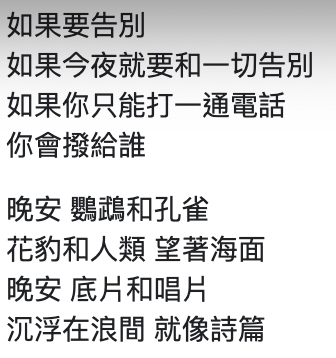 如果要告別
如果今夜就要和一切告別
如果你只能打一通電話
你會撥給誰
晚安 鸚鵡和孔雀
花豹和人類 望著海面
晚安 底片和唱片
沉浮在浪間 就像詩篇